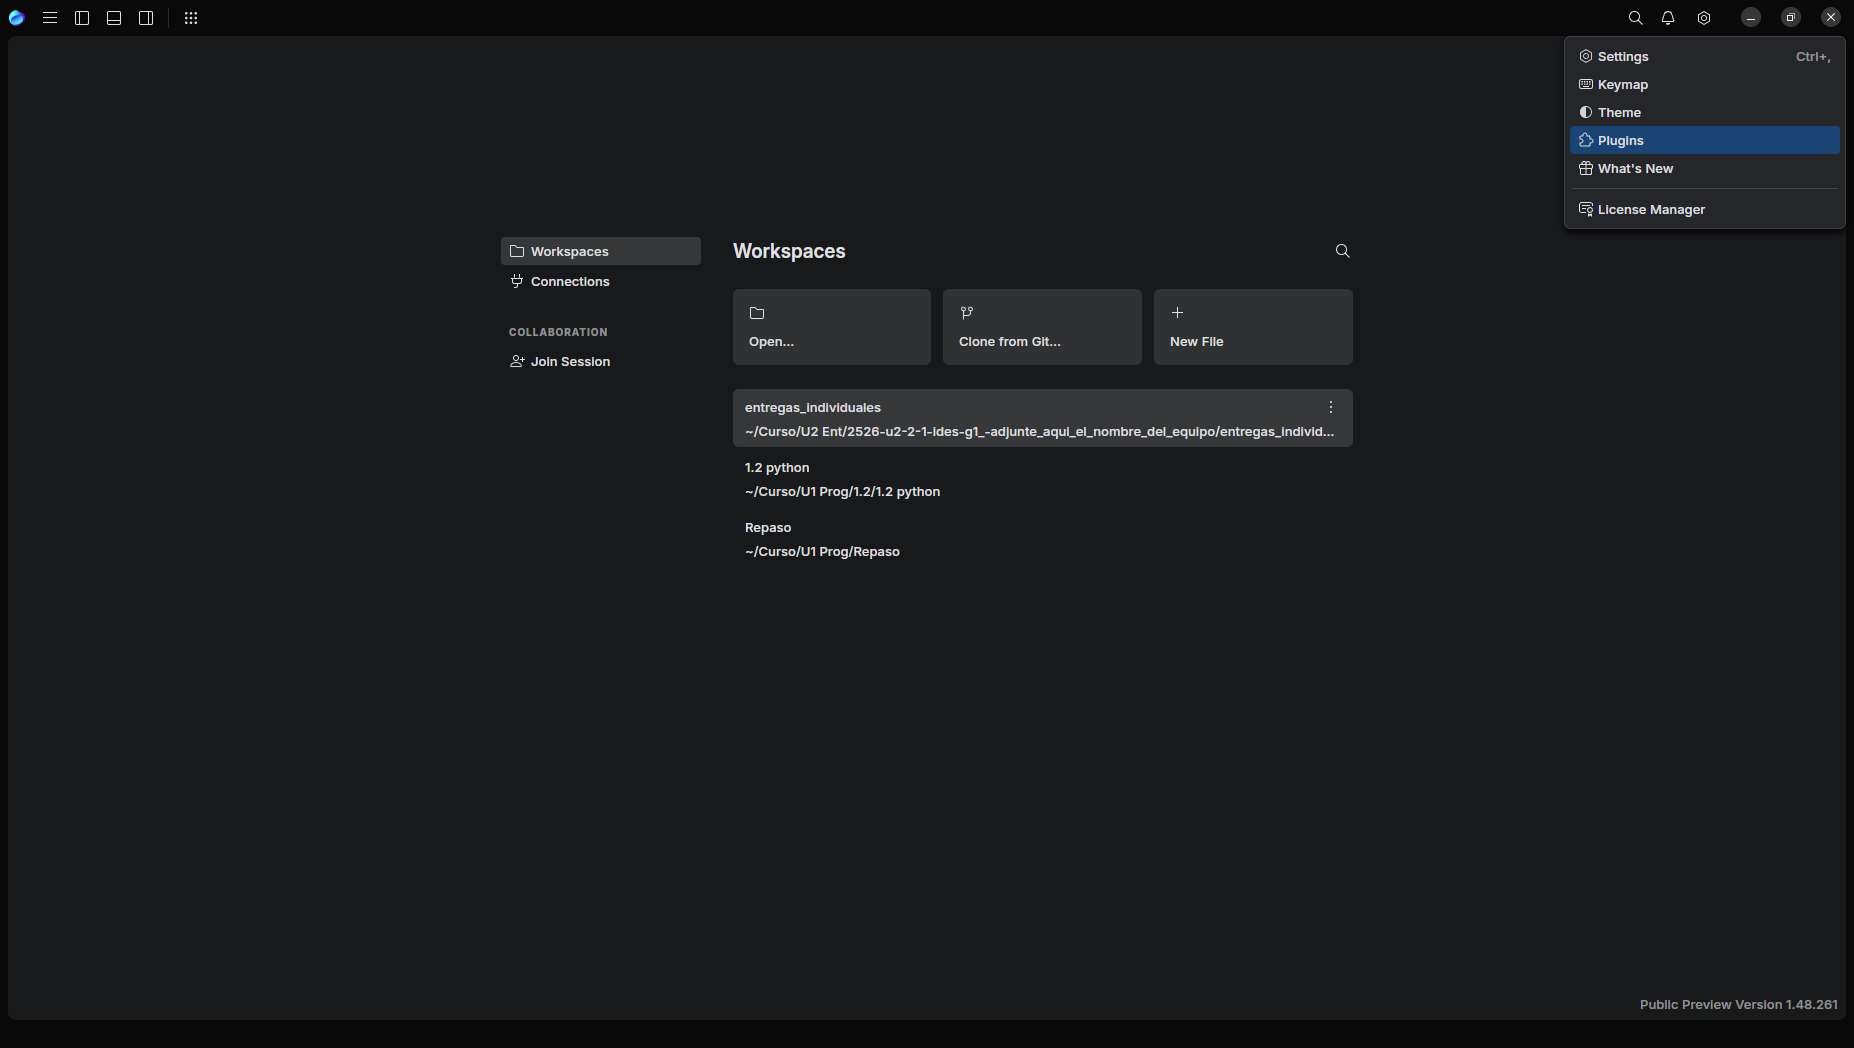 Settings Ctrl+,
Keymap
Theme
Plugins
What's New
License Manager
Workspaces
Connections
COLLABORATION
Join Session
Workspaces
Open...
Clone from Git...
New File
entregas_individuales
~/Curso/U2 Ent/2526-u2-2-1-ides-g1_-adjunte_aqui_el_nombre_del_equipo/entregas_individ...
1.2 python
~/Curso/U1 Prog/1.2/1.2 python
Repaso
~/Curso/U1 Prog/Repaso
Public Preview Version 1.48.261